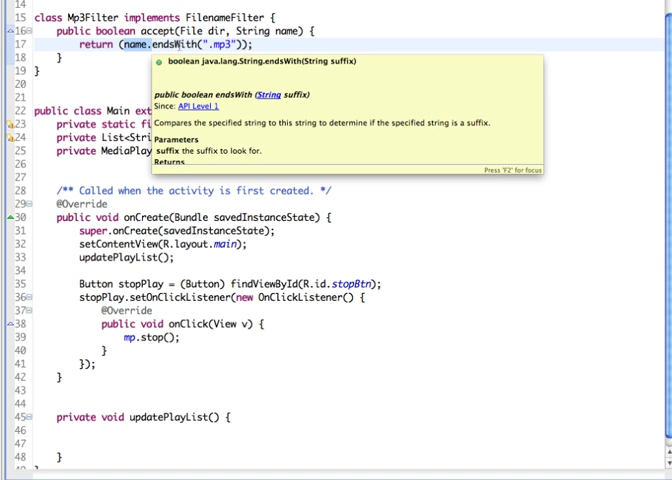 14
15 class Mp3Filter implements FilenameFilter {
16 public boolean accept(File dir, String name) {
17 return (name.endsWith(".mp3"));
18 }
19 }
boolean java.lang.String.endsWith(String suffix)
20
public boolean endsWith (String suffix)
21
Since: API Level 1
22 public class Main ext
Compares the specified string to this string to determine if the specified string is a suffix.
23 private static fi
Parameters
24 private List<Stri
suffix the suffix to look for.
25 private MediaPlay
Returns
Press 'F2' for focus
26
27
28 /** Called when the activity is first created. */
29 @Override
30 public void onCreate(Bundle savedInstanceState) {
31 super.onCreate(savedInstanceState);
32 setContentView(R.layout.main);
33 updatePlayList();
34
35 Button stopPlay = (Button) findViewById(R.id.stopBtn);
36 stopPlay.setOnClickListener(new OnClickListener() {
37 @Override
38 public void onClick(View v) {
39 mp.stop();
40 }
41 });
42 }
43
44
45 private void updatePlayList() {
46
47
48 }